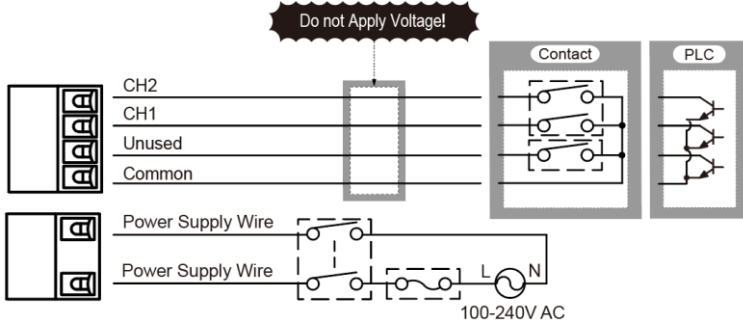 Do not Apply Voltage!
Contact
PLC
CH2
CH1
Unused
Common
Power Supply Wire
Power Supply Wire
L
N
100-240V AC